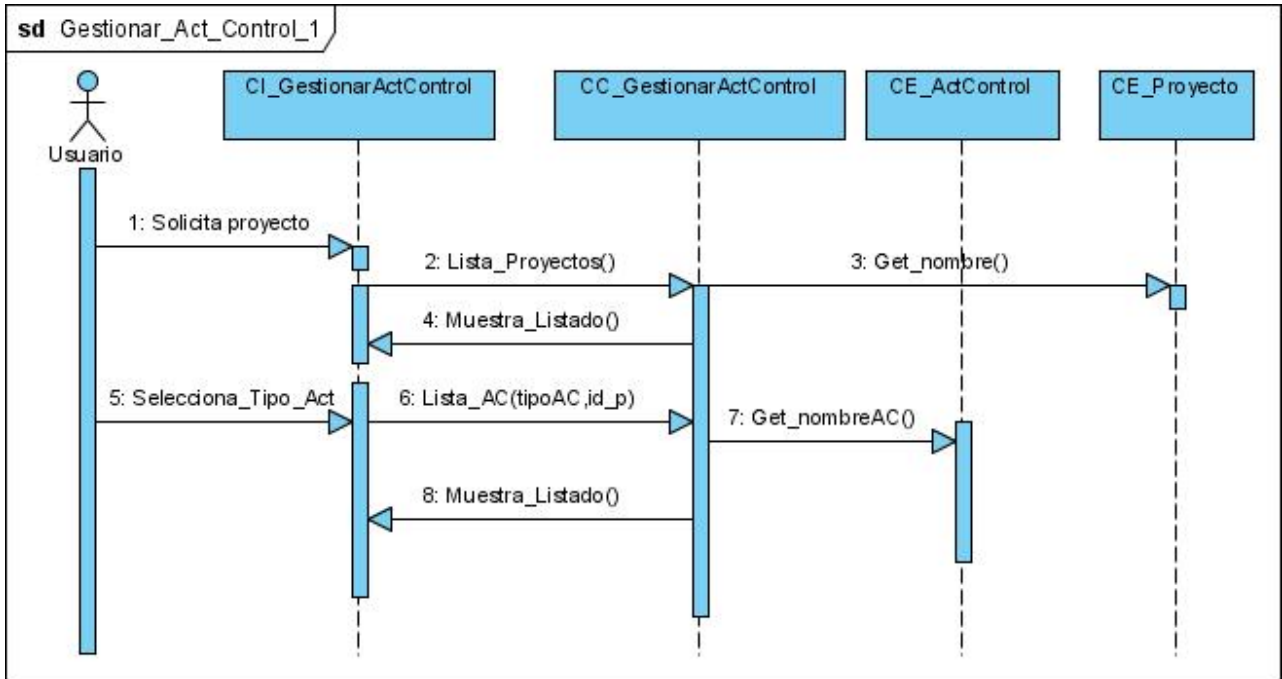 sd Gestionar_Act_Control_1
CI_GestionarActControl
CC_GestionarActControl
CE_ActControl
CE_Proyecto
Usuario
1: Solicita proyecto
2: Lista_Proyectos()
3: Get_nombre()
4: Muestra_Listado()
5: Selecciona_Tipo_Act
6: Lista_AC(tipoAC,id_p)
7: Get_nombreAC()
8: Muestra_Listado()